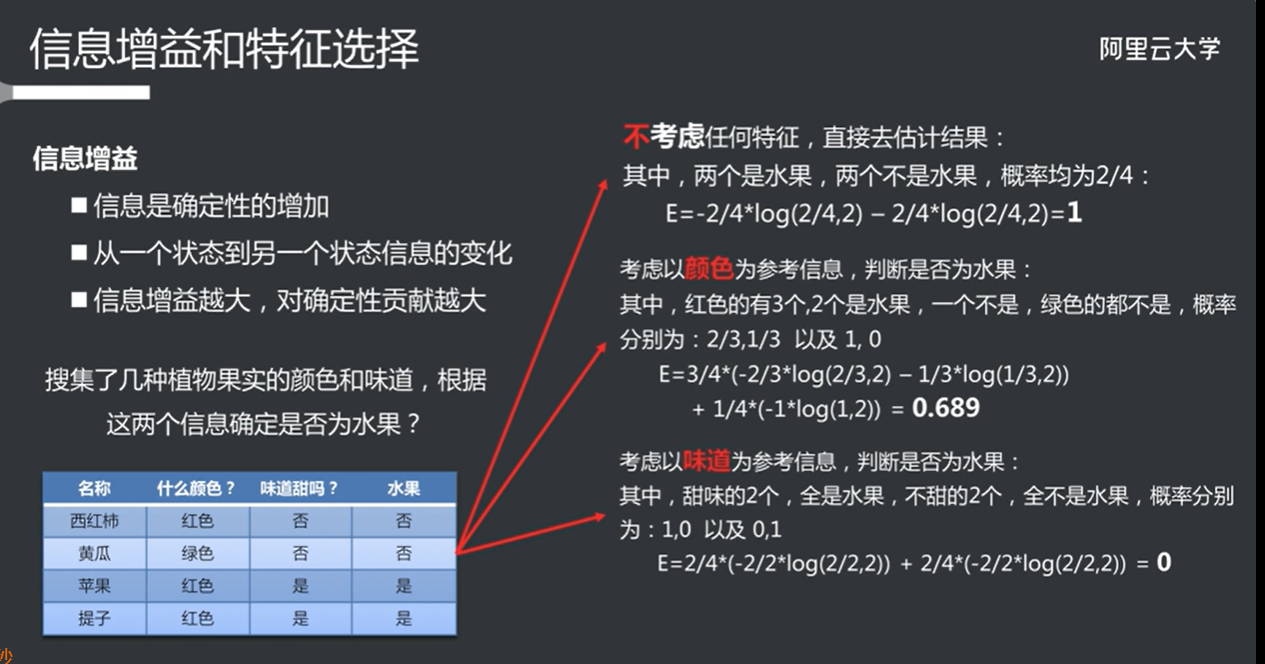 信息增益和特征选择
阿里云大学
信息增益
■ 信息是确定性的增加
■ 从一个状态到另一个状态信息的变化
■ 信息增益越大，对确定性贡献越大
搜集了几种植物果实的颜色和味道，根据
这两个信息确定是否为水果？
名称 什么颜色？ 味道甜吗？ 水果
西红柿 红色 否 否
黄瓜 绿色 否 否
苹果 红色 是 是
提子 红色 是 是
不考虑任何特征，直接去估计结果：
其中，两个是水果，两个不是水果，概率均为2/4：
E=-2/4*log(2/4,2) – 2/4*log(2/4,2)=1
考虑以颜色为参考信息，判断是否为水果：
其中，红色的有3个,2个是水果，一个不是，绿色的都不是，概率
分别为：2/3,1/3 以及 1, 0
E=3/4*(-2/3*log(2/3,2) – 1/3*log(1/3,2))
+ 1/4*(-1*log(1,2)) = 0.689
考虑以味道为参考信息，判断是否为水果：
其中，甜味的2个，全是水果，不甜的2个，全不是水果，概率分别
为：1,0 以及 0,1
E=2/4*(-2/2*log(2/2,2)) + 2/4*(-2/2*log(2/2,2)) = 0